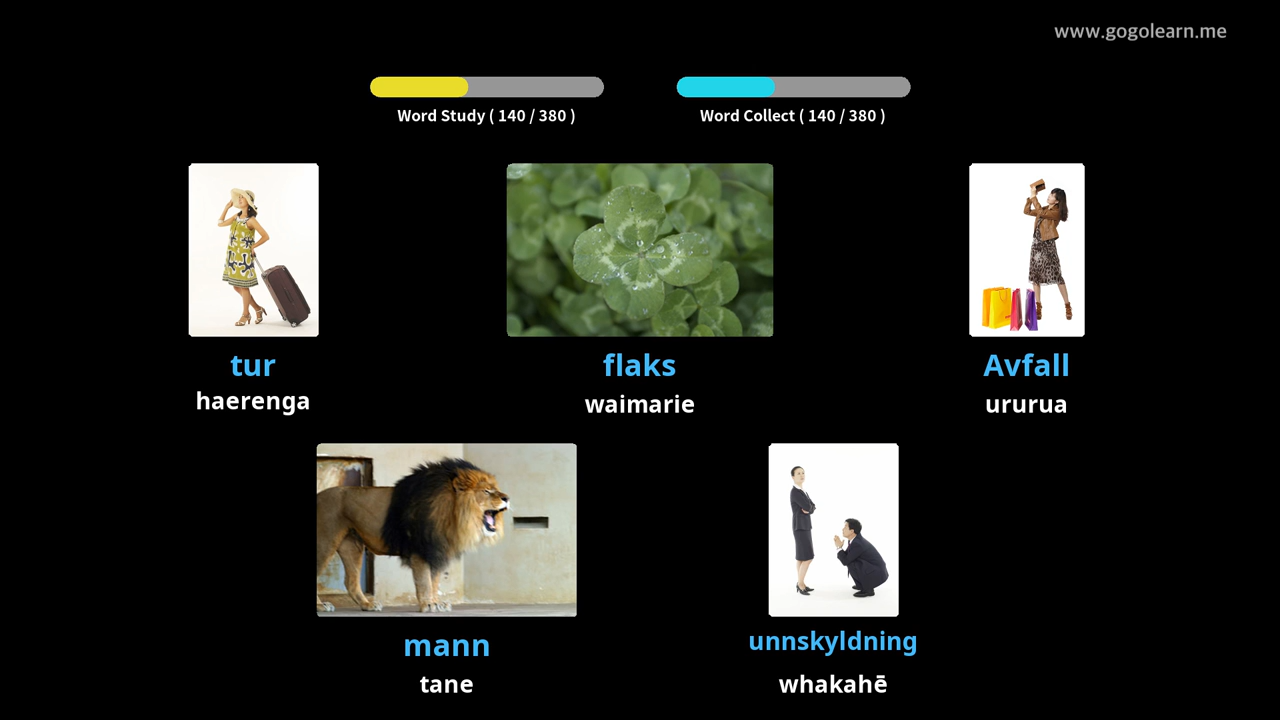 www.gogolearn.me
Word Study ( 140 / 380 )
Word Collect ( 140 / 380 )
tur
haerenga
flaks
waimarie
Avfall
ururua
mann
tane
unnskyldning
whakahē